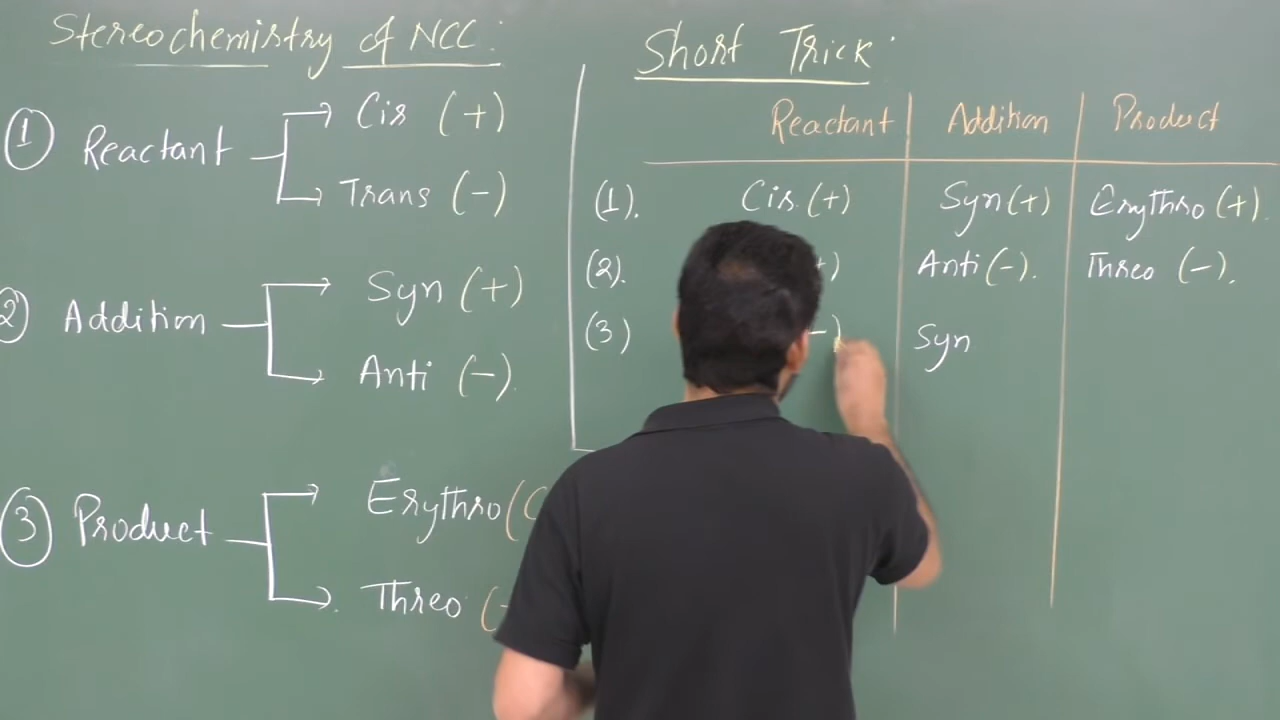 Stereochemistry of NCC:
① Reactant → Cis (+)
→ Trans (-)
② Addition → Syn (+)
→ Anti (-).
③ Product → Erythro (
→ Threo (-
Short Trick:
Reactant Addition Product
(1). Cis (+) Syn (+) Erythro (+).
(2). +) Anti (-). Threo (-).
(3) -) Syn